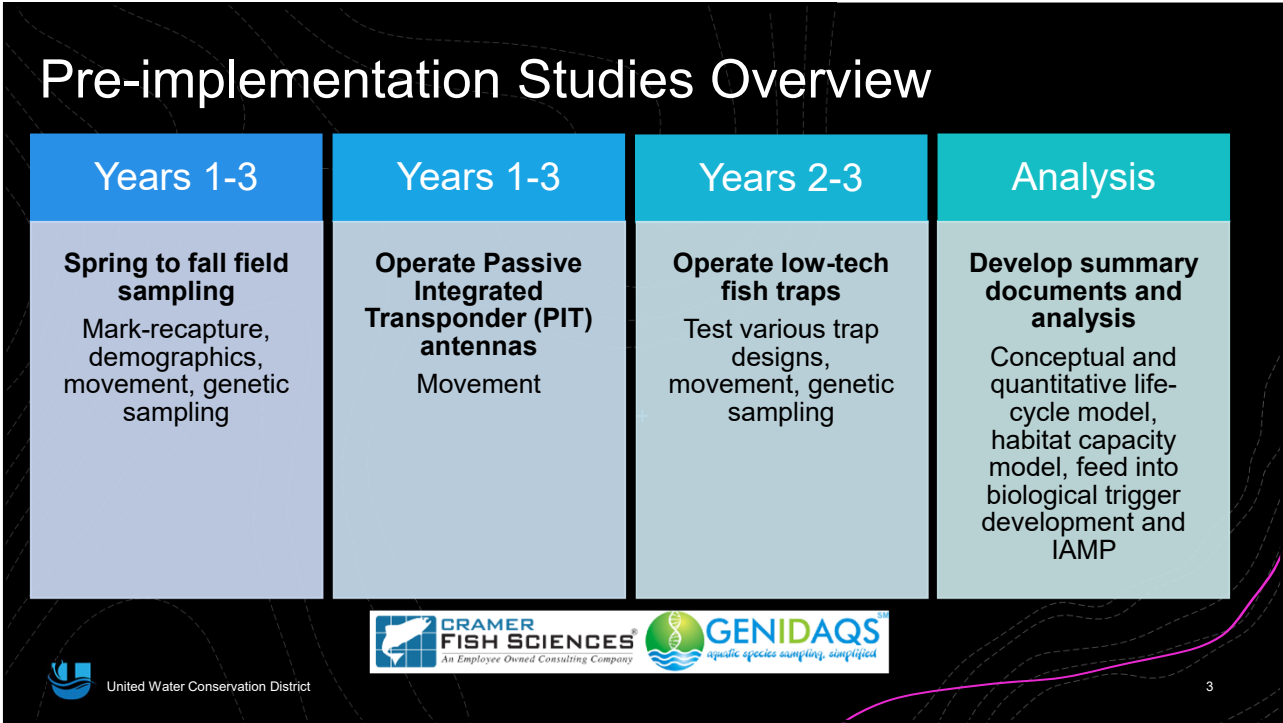 Pre-implementation Studies Overview
Years 1-3
Spring to fall field
sampling
Mark-recapture,
demographics,
movement, genetic
sampling
Years 1-3
Operate Passive
Integrated
Transponder (PIT)
antennas
Movement
Years 2-3
Operate low-tech
fish traps
Test various trap
designs,
movement, genetic
sampling
Analysis
Develop summary
documents and
analysis
Conceptual and
quantitative life-
cycle model,
habitat capacity
model, feed into
biological trigger
development and
IAMP
CRAMER
FISH SCIENCES®
An Employee Owned Consulting Company
GENIDAQS℠
aquatic species sampling, simplified
United Water Conservation District
3